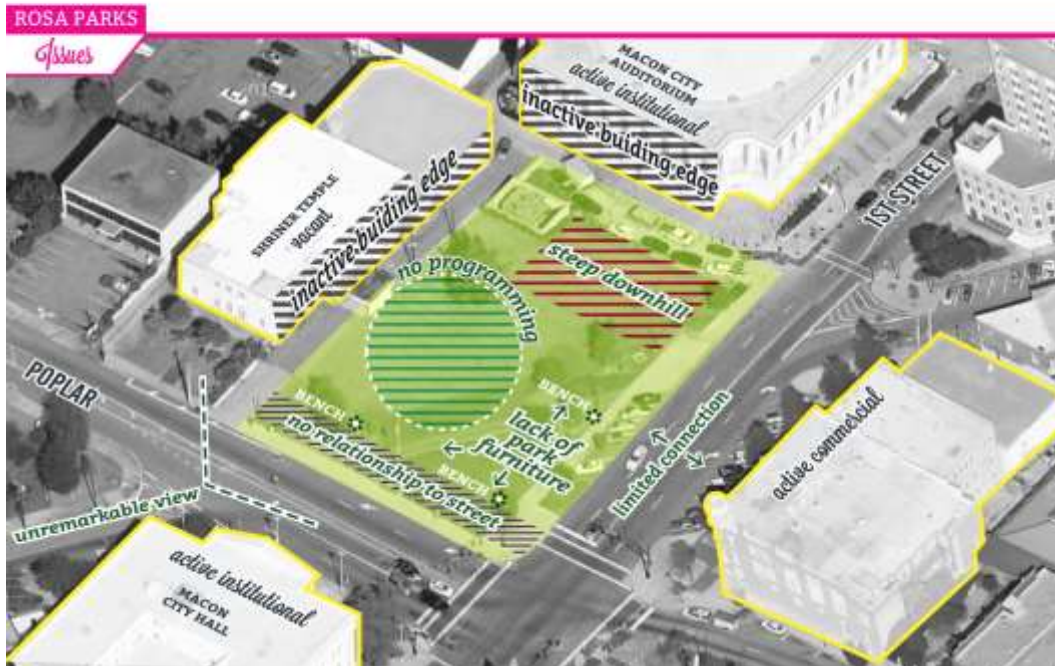 ROSA PARKS
Issues
MACON CITY
AUDITORIUM
active institutional
inactive buiding edge
SHRINER TEMPLE
Vacant
inactive buiding edge
1ST STREET
no programming
steep downhill
POPLAR
BENCH
BENCH
lack of
park
furniture
no relationship to street
BENCH
limited connection
active commercial
unremarkable view
active institutional
MACON
CITY HALL